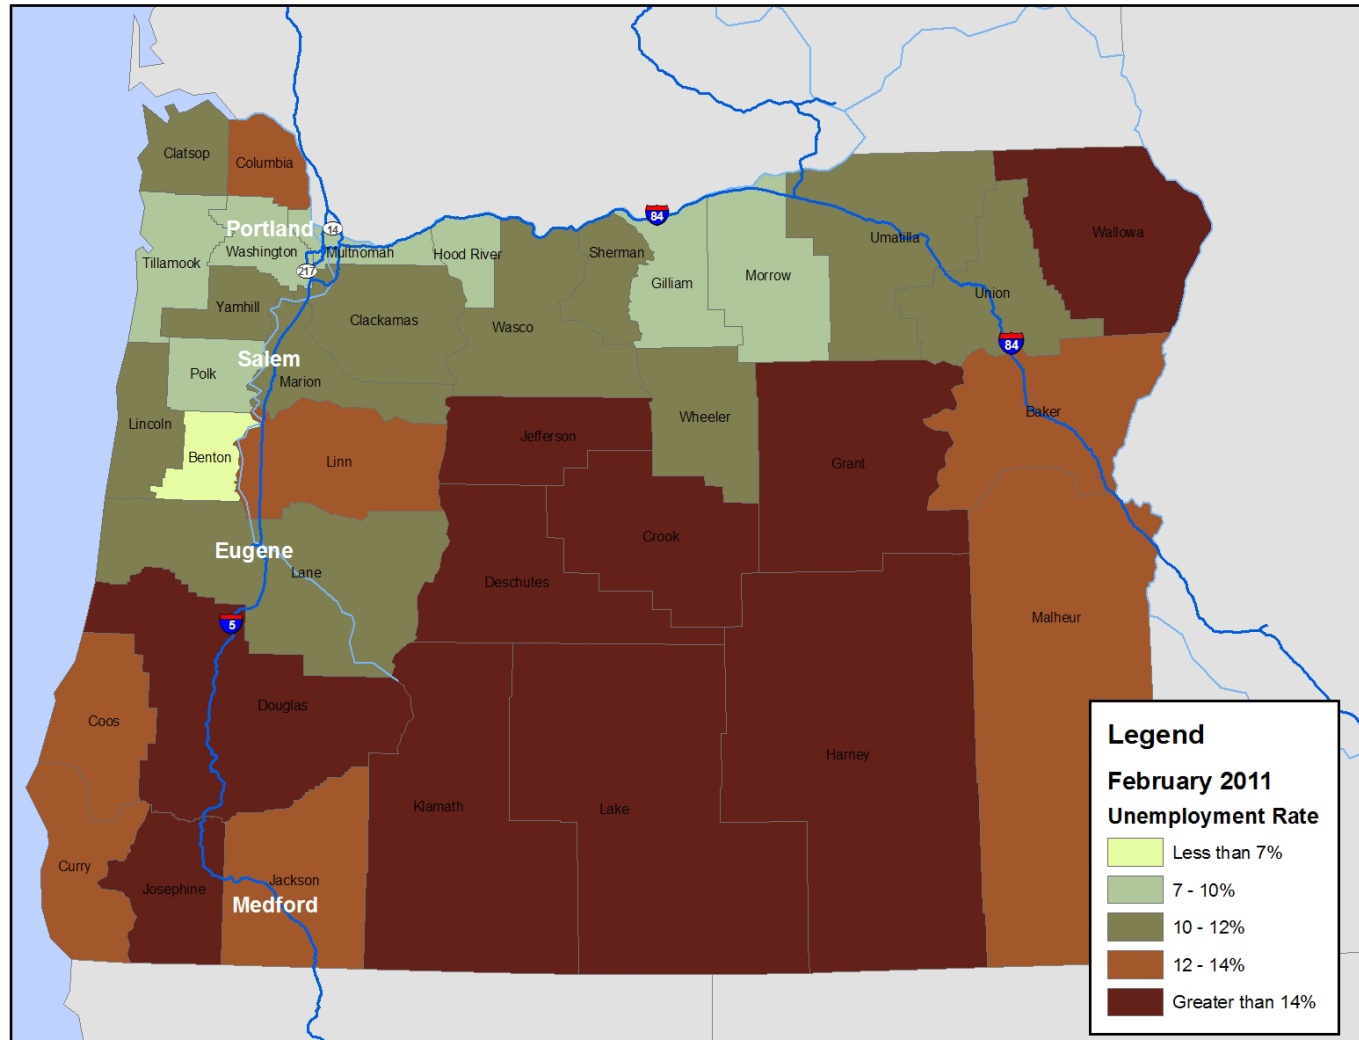 Clatsop
Columbia
Portland
14
Washington
Multnomah
Hood River
Tillamook
217
Sherman
84
Gilliam
Morrow
Umatilla
Wallowa
Union
84
Yamhill
Clackamas
Wasco
Salem
Polk
Marion
Lincoln
Benton
Linn
Jefferson
Wheeler
Grant
Baker
Eugene
Lane
Deschutes
Crook
Malheur
5
Coos
Douglas
Klamath
Lake
Harney
Curry
Josephine
Jackson
Medford
Legend
February 2011
Unemployment Rate
Less than 7%
7 - 10%
10 - 12%
12 - 14%
Greater than 14%